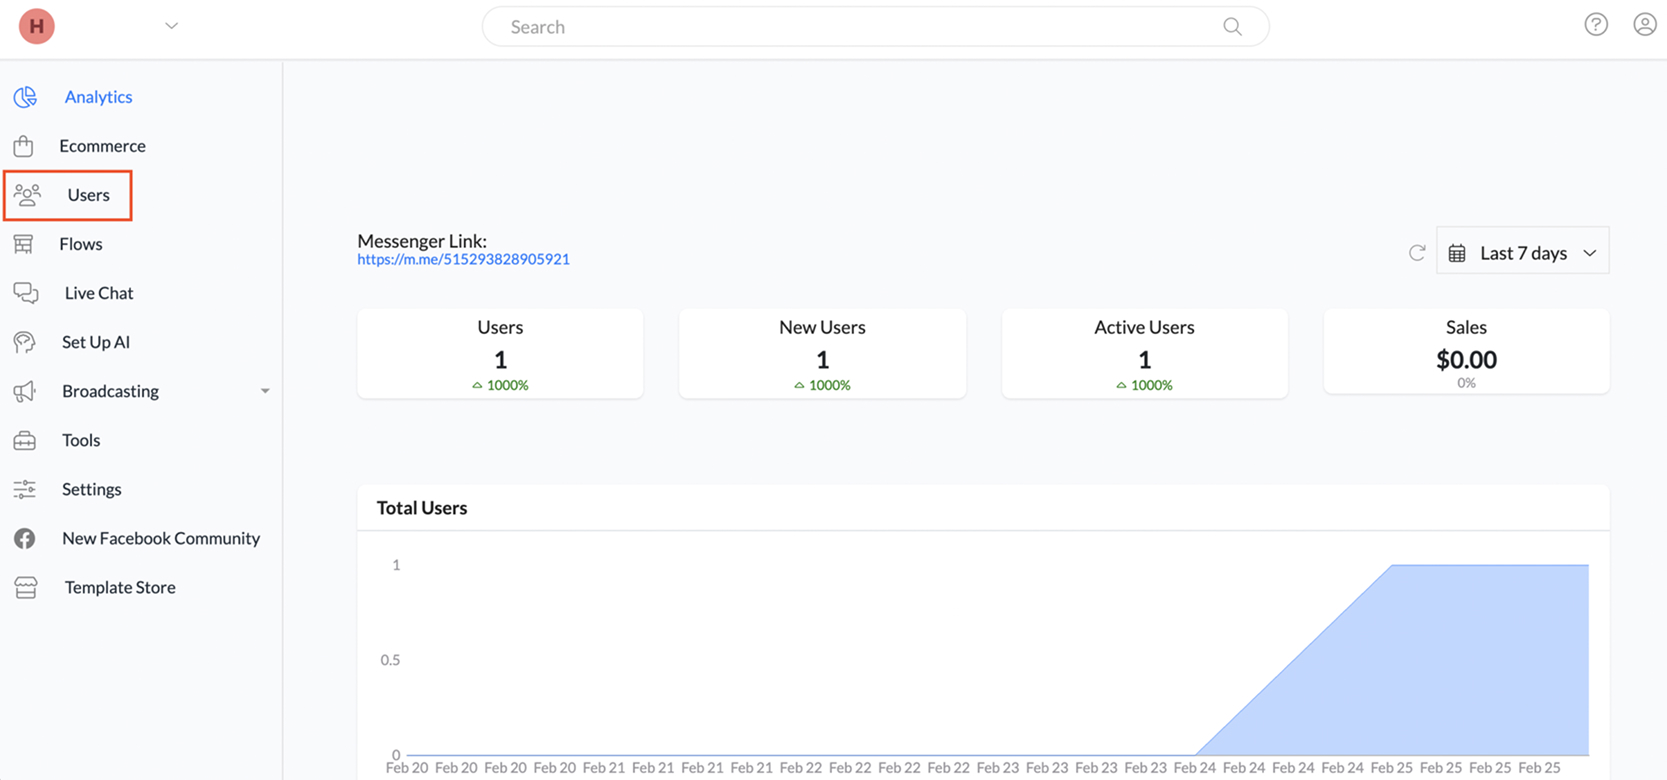 H
Search
Analytics
Ecommerce
Users
Flows
Live Chat
Set Up AI
Broadcasting
Tools
Settings
New Facebook Community
Template Store
Messenger Link:
https://m.me/515293828905921
Last 7 days
Users
1
1000%
New Users
1
1000%
Active Users
1
1000%
Sales
$0.00
0%
Total Users
1
0.5
0
Feb 20 Feb 20 Feb 20 Feb 20 Feb 21 Feb 21 Feb 21 Feb 21 Feb 22 Feb 22 Feb 22 Feb 22 Feb 23 Feb 23 Feb 23 Feb 23 Feb 24 Feb 24 Feb 24 Feb 24 Feb 25 Feb 25 Feb 25 Feb 25